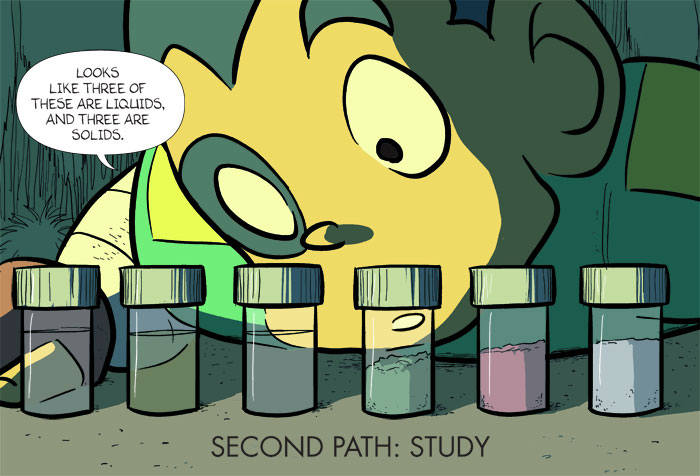 LOOKS
LIKE THREE OF
THESE ARE LIQUIDS,
AND THREE ARE
SOLIDS.
SECOND PATH: STUDY